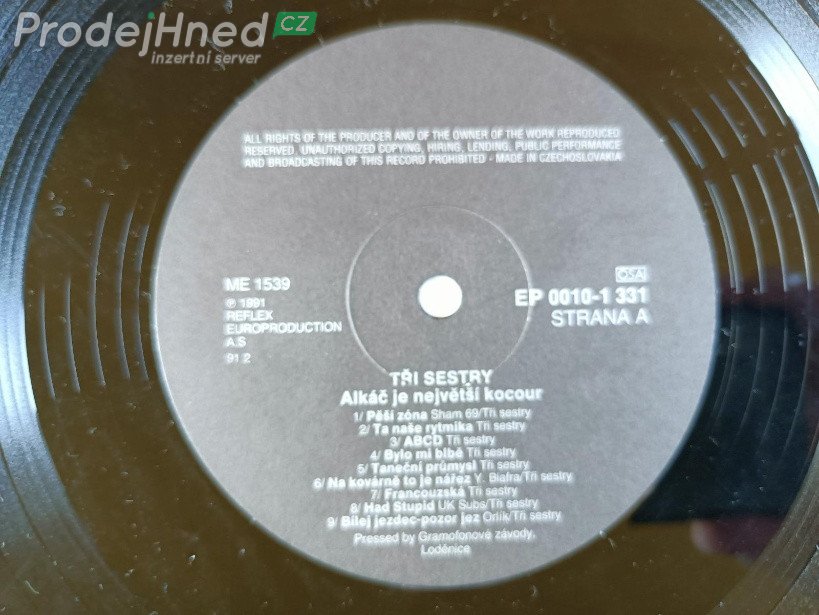 ProdejHned CZ
inzertní server
ALL RIGHTS OF THE PRODUCER AND OF THE OWNER OF THE WORK REPRODUCED
RESERVED. UNAUTHORIZED COPYING, HIRING, LENDING, PUBLIC PERFORMANCE
AND BROADCASTING OF THIS RECORD PROHIBITED - MADE IN CZECHOSLOVAKIA
ME 1539
℗ 1991
REFLEX
EUROPRODUCTION
A.S
91 2
OSA
EP 0010-1 331
STRANA A
TŘI SESTRY
Alkáč je největší kocour
1/ Pěší zóna Sham 69/Tři sestry
2/ Ta naše rytmika Tři sestry
3/ ABCD Tři sestry
4/ Bylo mi blbě Tři sestry
5/ Taneční průmysl Tři sestry
6/ Na kovárně to je nářez Y. Biafra/Tři sestry
7/ Francouzská Tři sestry
8/ Had Stupid UK Subs/Tři sestry
9/ Bílej jezdec-pozor jez Orlík/Tři sestry
Pressed by Gramofonové závody,
Loděnice